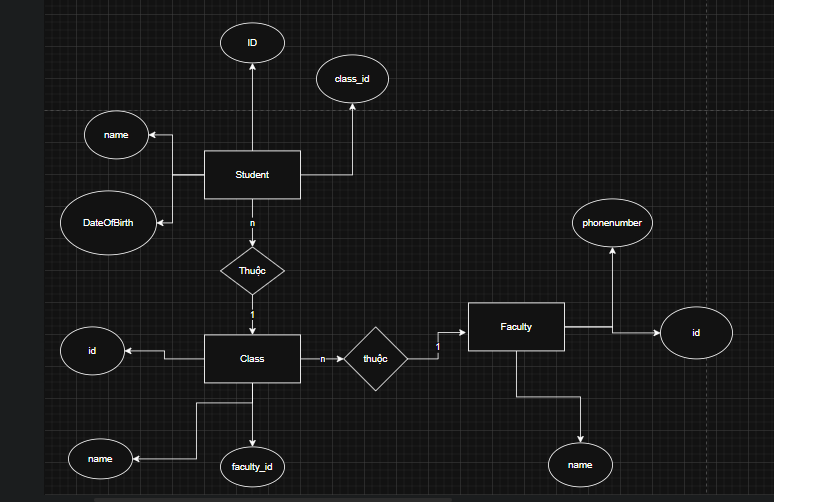 ID
class_id
name
Student
DateOfBirth
n
phonenumber
Thuộc
1
Faculty
id
1
id
Class
n
thuộc
name
faculty_id
name